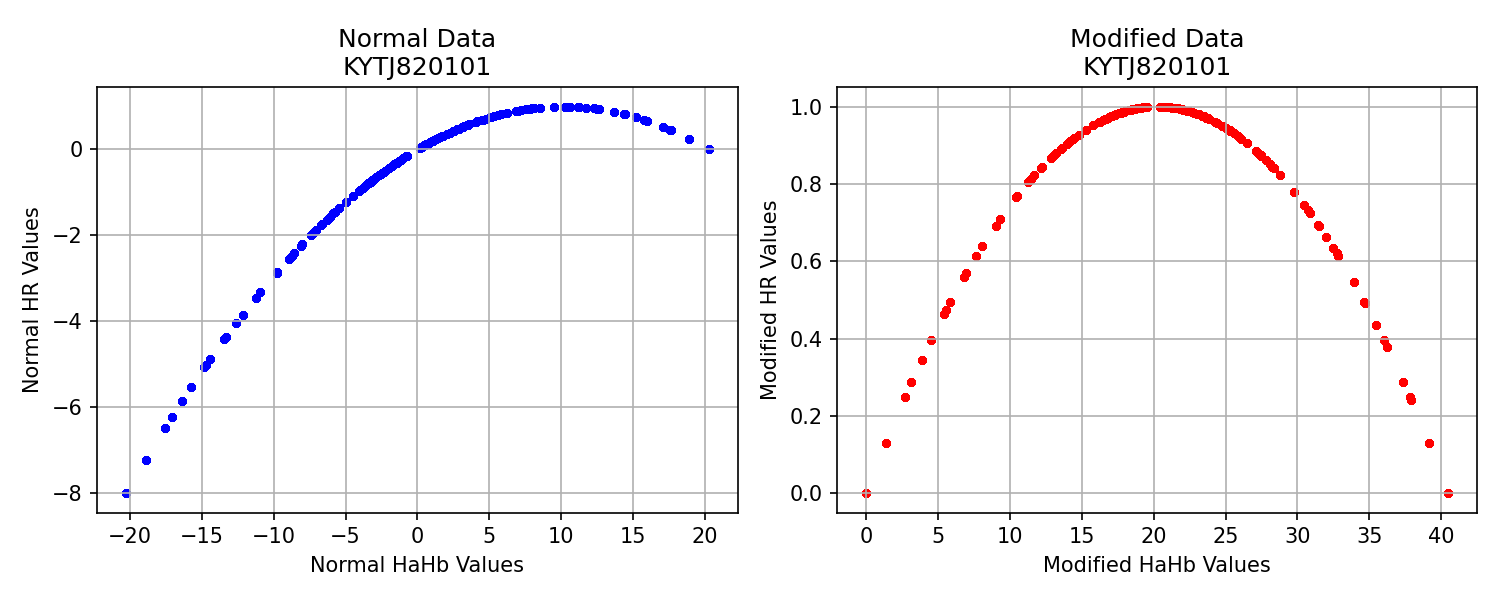 Normal Data
KYTJ820101
Normal HR Values
0
−2
−4
−6
−8
−20 −15 −10 −5 0 5 10 15 20
Normal HaHb Values
Modified Data
KYTJ820101
Modified HR Values
1.0
0.8
0.6
0.4
0.2
0.0
0 5 10 15 20 25 30 35 40
Modified HaHb Values